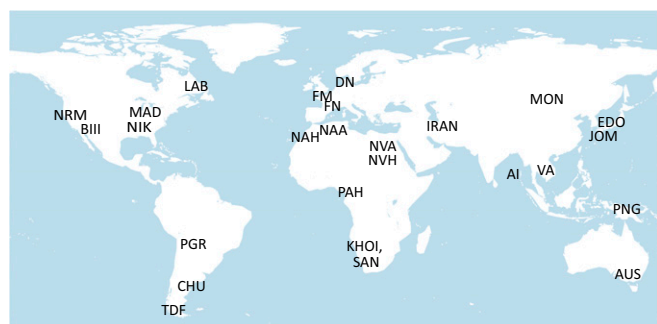 LAB
DN
FM
FN
MON
NRM
BIII
MAD
NIK
NAH
NAA
IRAN
EDO
JOM
NVA
NVH
AI
VA
PAH
PNG
PGR
KHOI,
SAN
AUS
CHU
TDF